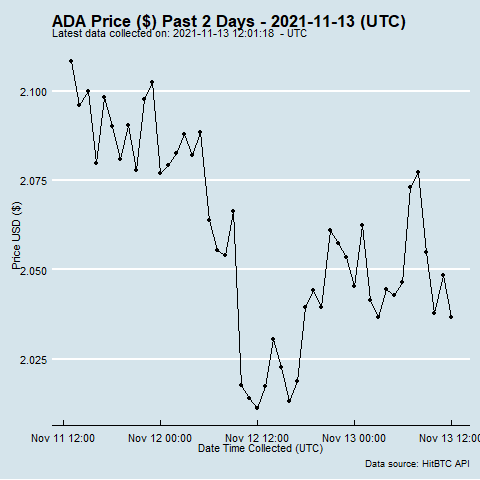 ADA Price ($) Past 2 Days - 2021-11-13 (UTC)
Latest data collected on: 2021-11-13 12:01:18  - UTC
2.100
2.075
2.050
2.025
Price USD ($)
Nov 11 12:00 Nov 12 00:00 Nov 12 12:00 Nov 13 00:00 Nov 13 12:00
Date Time Collected (UTC)
Data source: HitBTC API